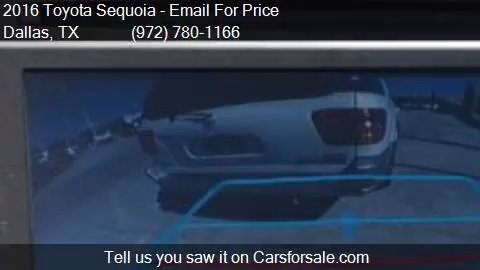 2016 Toyota Sequoia - Email For Price
Dallas, TX (972) 780-1166
Tell us you saw it on Carsforsale.com